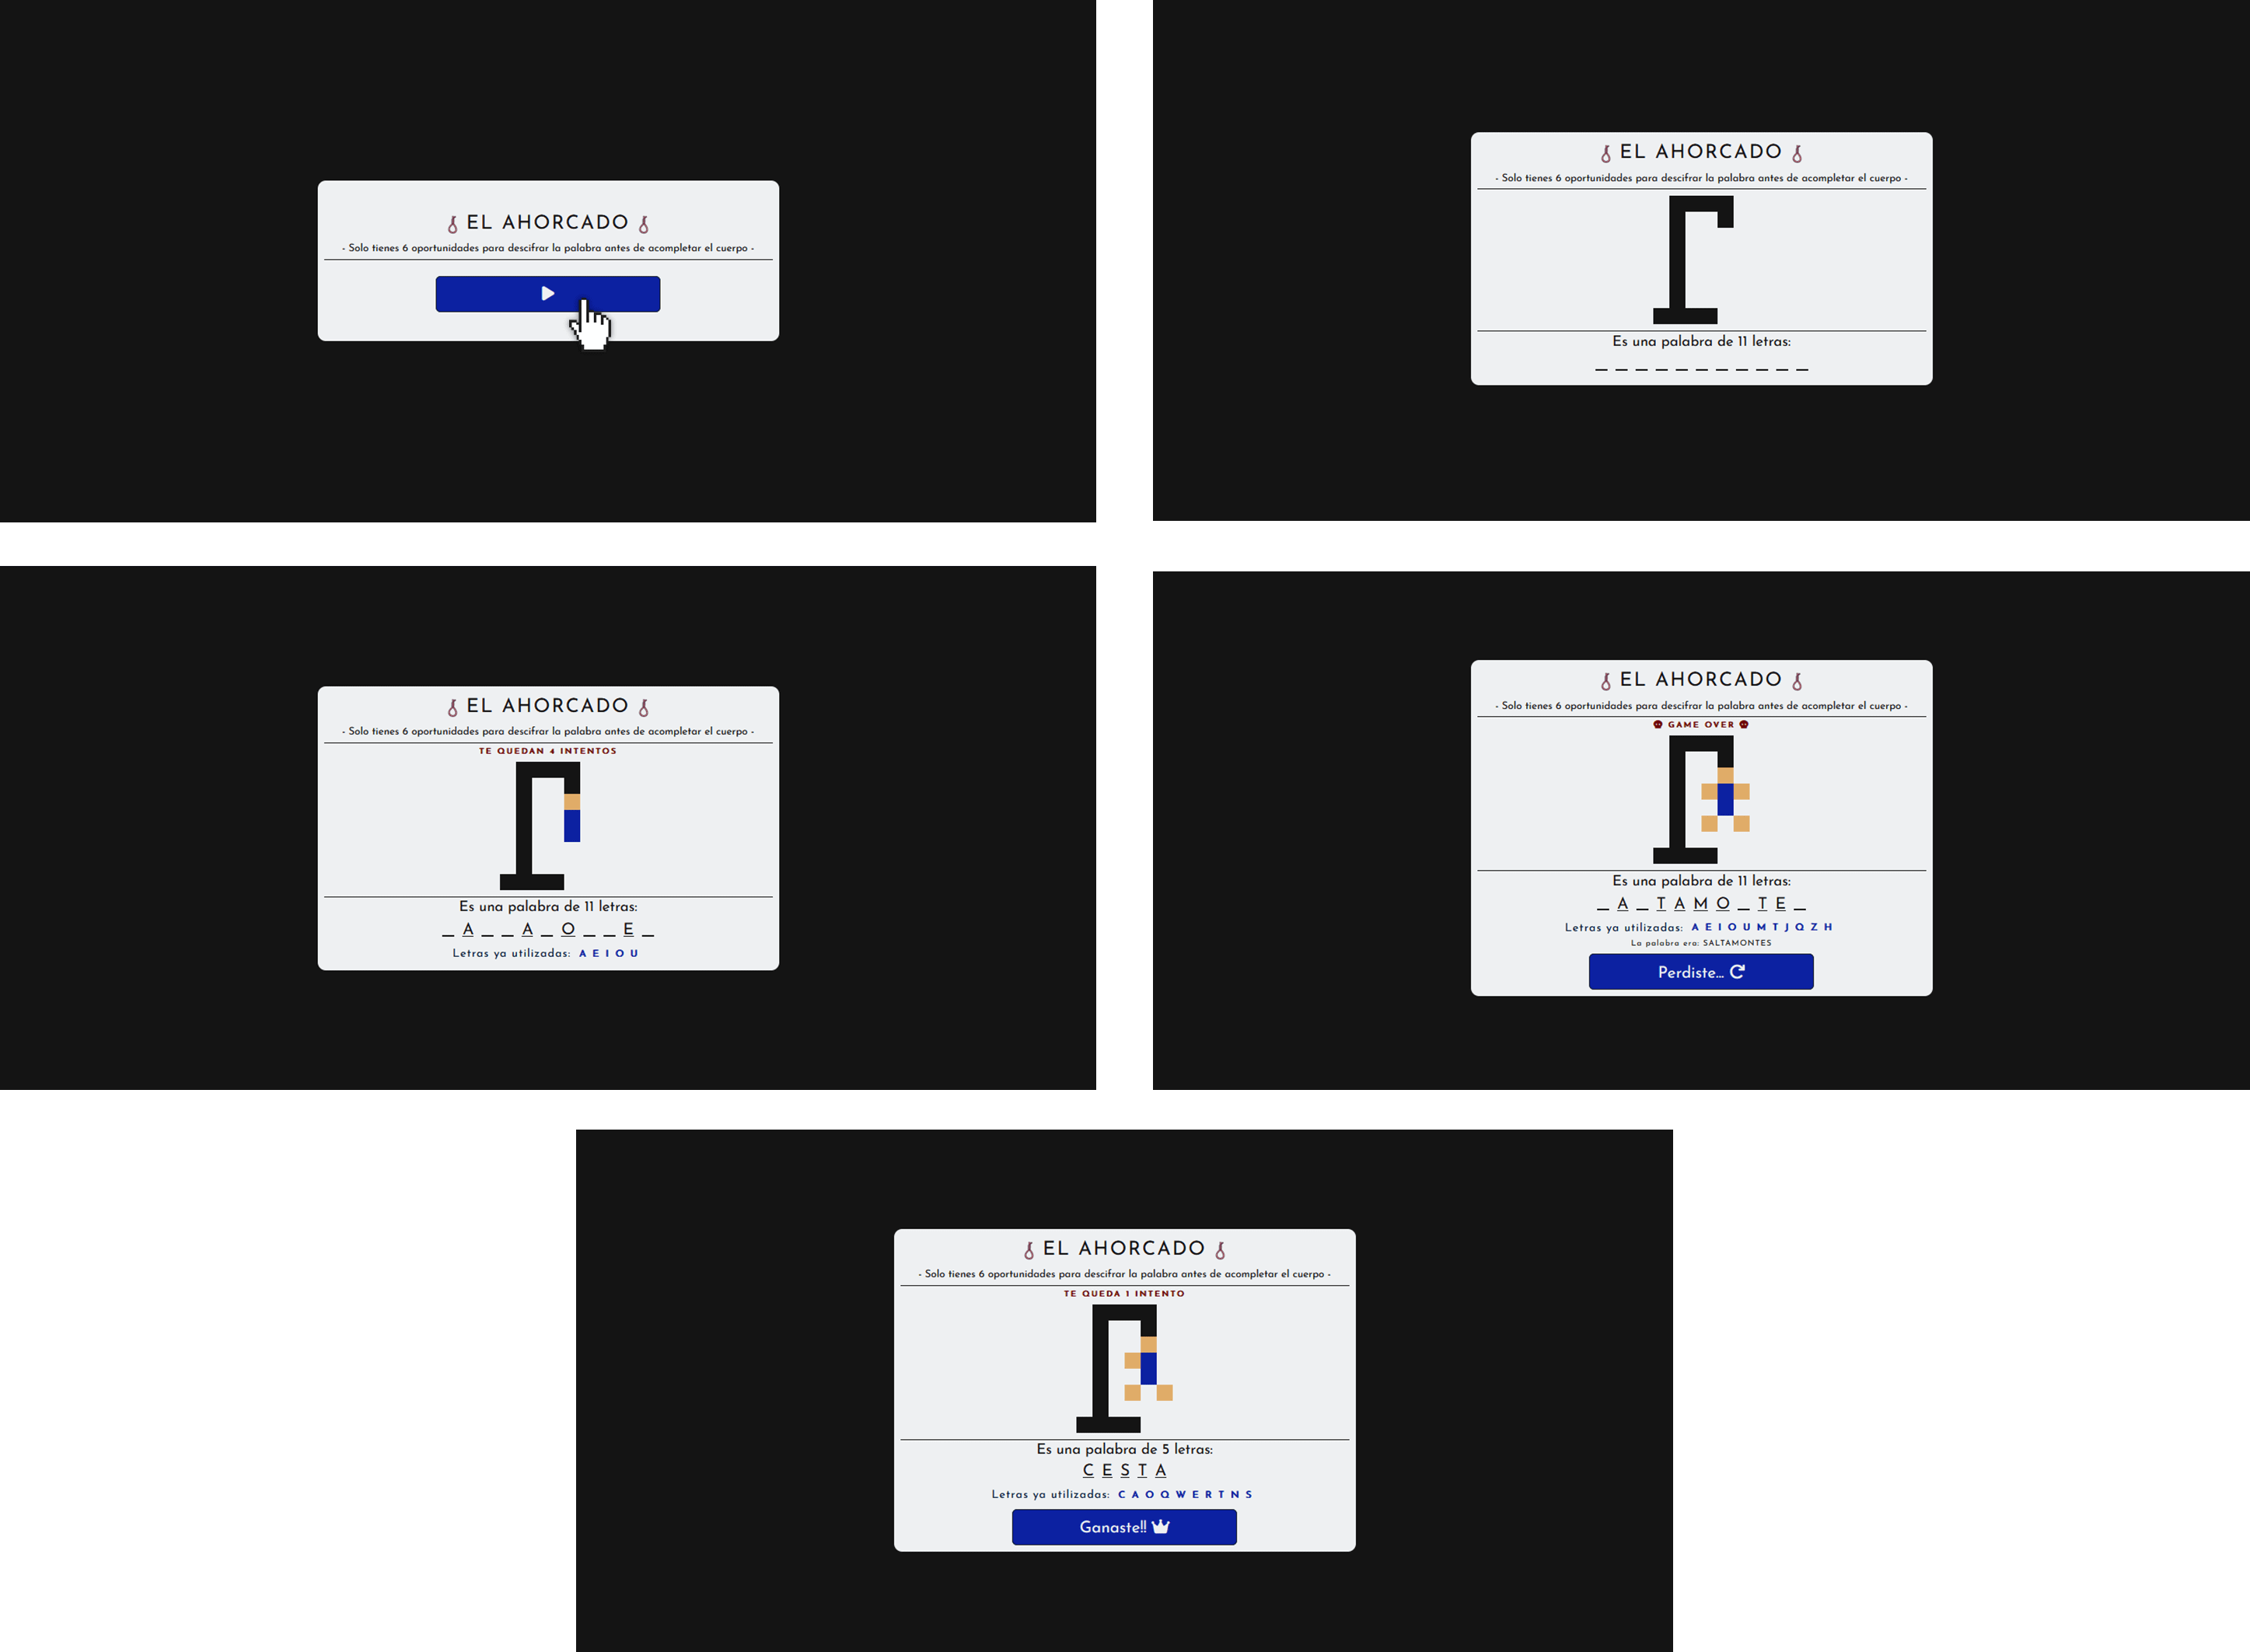 EL AHORCADO
- Solo tienes 6 oportunidades para descifrar la palabra antes de acompletar el cuerpo -
EL AHORCADO
- Solo tienes 6 oportunidades para descifrar la palabra antes de acompletar el cuerpo -
Es una palabra de 11 letras:
_ _ _ _ _ _ _ _ _ _ _
EL AHORCADO
- Solo tienes 6 oportunidades para descifrar la palabra antes de acompletar el cuerpo -
TE QUEDAN 4 INTENTOS
Es una palabra de 11 letras:
_ A _ _ A _ O _ _ E _
Letras ya utilizadas: A E I O U
EL AHORCADO
- Solo tienes 6 oportunidades para descifrar la palabra antes de acompletar el cuerpo -
GAME OVER
Es una palabra de 11 letras:
_ A _ T A M O _ T E _
Letras ya utilizadas: A E I O U M T J Q Z H
La palabra era: SALTAMONTES
Perdiste...
EL AHORCADO
- Solo tienes 6 oportunidades para descifrar la palabra antes de acompletar el cuerpo -
TE QUEDA 1 INTENTO
Es una palabra de 5 letras:
C E S T A
Letras ya utilizadas: C A O Q W E R T N S
Ganaste!!